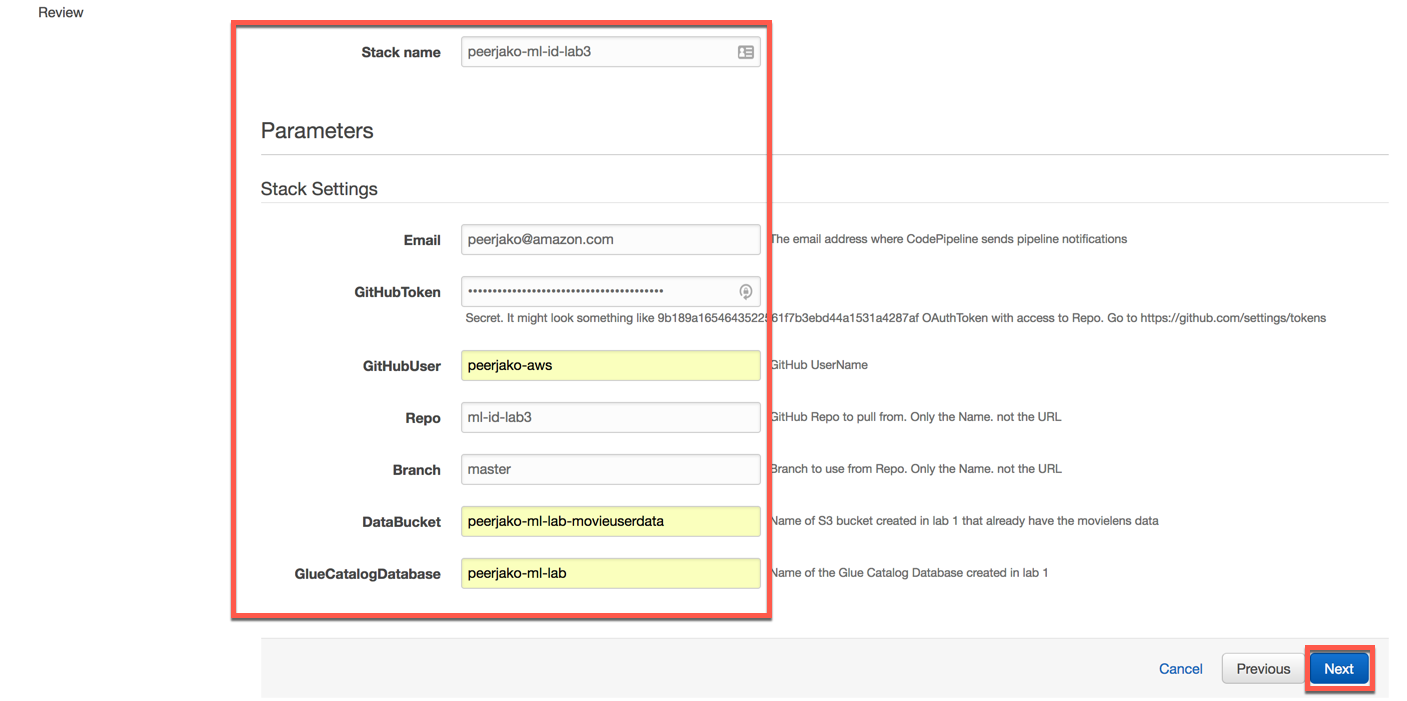 Review
Stack name peerjako-ml-id-lab3
Parameters
Stack Settings
Email peerjako@amazon.com The email address where CodePipeline sends pipeline notifications
GitHubToken ••••••••••••••••••••••••••••••••••••••••
Secret. It might look something like 9b189a1654643522561f7b3ebd44a1531a4287af OAuthToken with access to Repo. Go to https://github.com/settings/tokens
GitHubUser peerjako-aws GitHub UserName
Repo ml-id-lab3 GitHub Repo to pull from. Only the Name. not the URL
Branch master Branch to use from Repo. Only the Name. not the URL
DataBucket peerjako-ml-lab-movieuserdata Name of S3 bucket created in lab 1 that already have the movielens data
GlueCatalogDatabase peerjako-ml-lab Name of the Glue Catalog Database created in lab 1
Cancel Previous Next